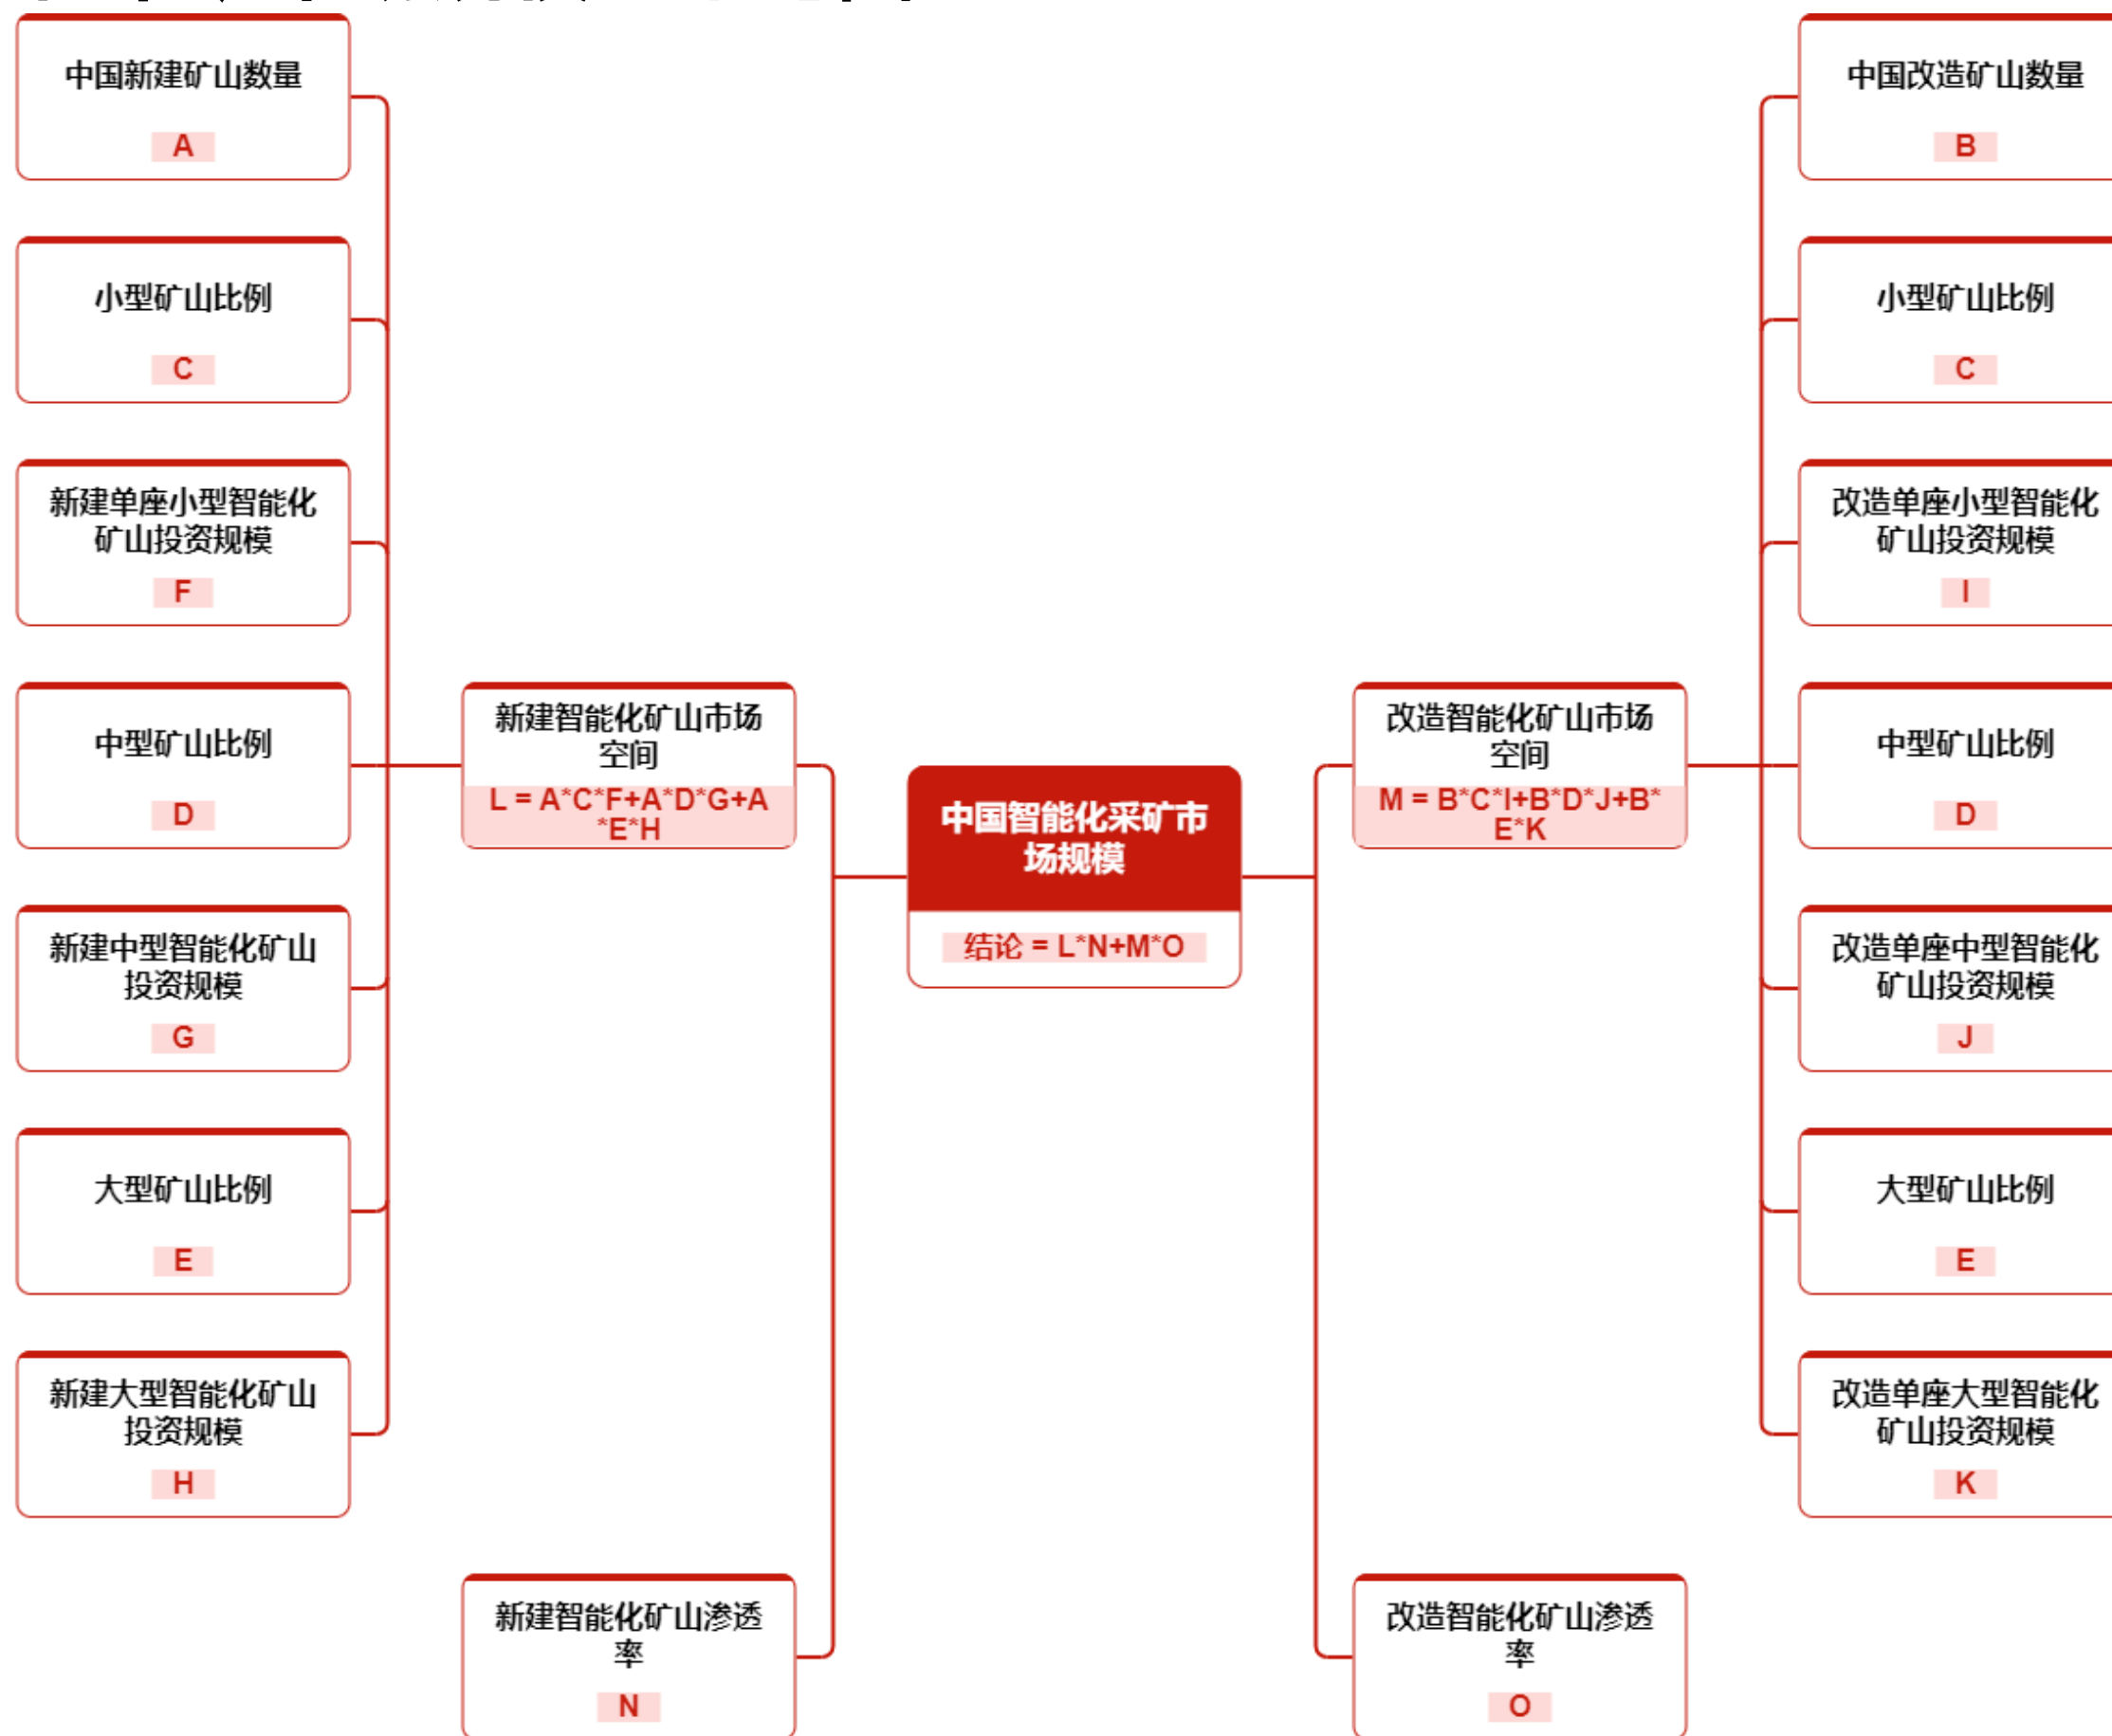 中国新建矿山数量
A
小型矿山比例
C
新建单座小型智能化
矿山投资规模
F
中型矿山比例
D
新建中型智能化矿山
投资规模
G
大型矿山比例
E
新建大型智能化矿山
投资规模
H
新建智能化矿山市场
空间
L = A*C*F+A*D*G+A
*E*H
新建智能化矿山渗透
率
N
中国智能化采矿市
场规模
结论 = L*N+M*O
改造智能化矿山市场
空间
M = B*C*I+B*D*J+B*
E*K
改造智能化矿山渗透
率
O
中国改造矿山数量
B
小型矿山比例
C
改造单座小型智能化
矿山投资规模
I
中型矿山比例
D
改造单座中型智能化
矿山投资规模
J
大型矿山比例
E
改造单座大型智能化
矿山投资规模
K